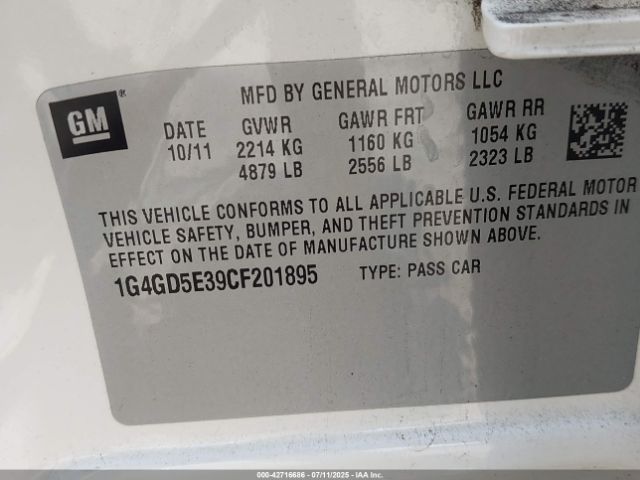 GM
®
MFD BY GENERAL MOTORS LLC
DATE GVWR GAWR FRT GAWR RR
10/11 2214 KG 1160 KG 1054 KG
4879 LB 2556 LB 2323 LB
THIS VEHICLE CONFORMS TO ALL APPLICABLE U.S. FEDERAL MOTOR
VEHICLE SAFETY, BUMPER, AND THEFT PREVENTION STANDARDS IN
EFFECT ON THE DATE OF MANUFACTURE SHOWN ABOVE.
1G4GD5E39CF201895 TYPE: PASS CAR
000-42716686 - 07/11/2025 - IAA Inc.